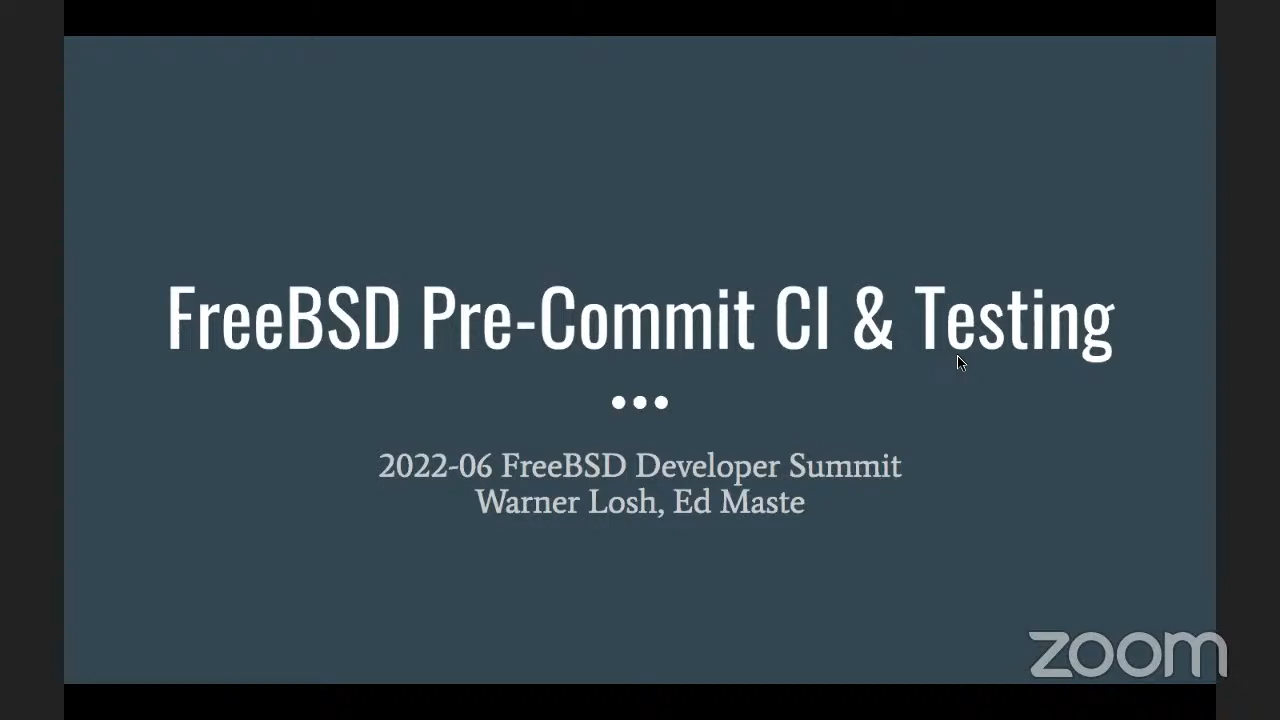 FreeBSD Pre-Commit CI & Testing
2022-06 FreeBSD Developer Summit
Warner Losh, Ed Maste
zoom